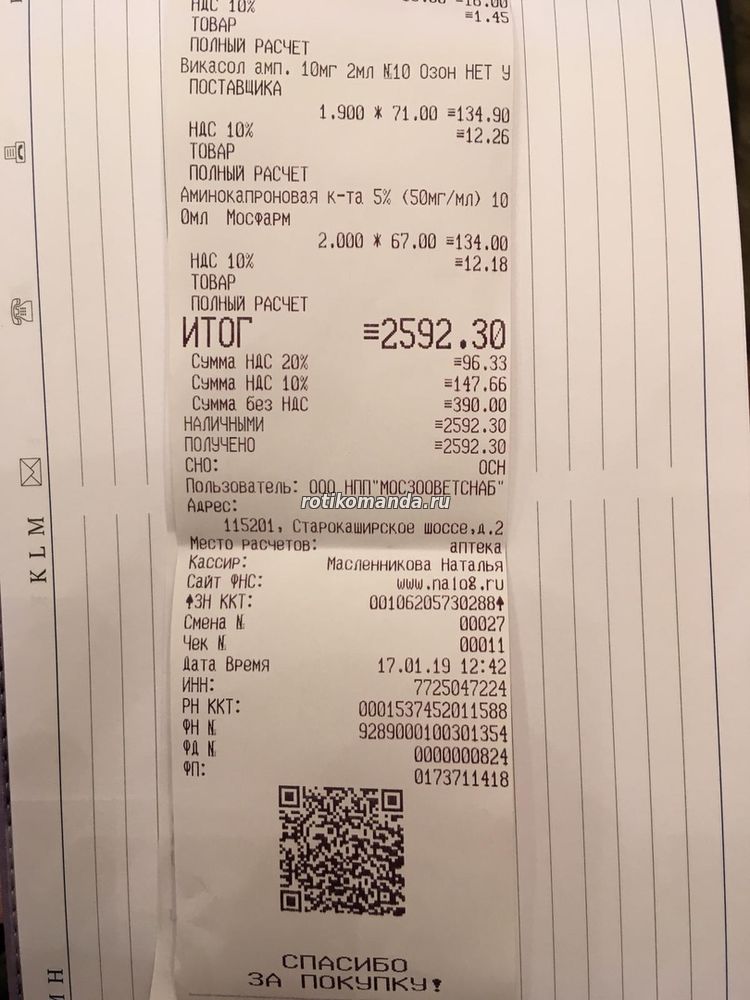 НДС 10%
≡1.45
ТОВАР
ПОЛНЫЙ РАСЧЕТ
Викасол амп. 10мг 2мл №10 Озон НЕТ У
ПОСТАВЩИКА
1.900 * 71.00 ≡134.90
НДС 10% ≡12.26
ТОВАР
ПОЛНЫЙ РАСЧЕТ
Аминокапроновая к-та 5% (50мг/мл) 10
0мл Мосфарм
2.000 * 67.00 ≡134.00
НДС 10% ≡12.18
ТОВАР
ПОЛНЫЙ РАСЧЕТ
ИТОГ ≡2592.30
Сумма НДС 20% ≡96.33
Сумма НДС 10% ≡147.66
Сумма без НДС ≡390.00
НАЛИЧНЫМИ ≡2592.30
ПОЛУЧЕНО ≡2592.30
СНО: ОСН
Пользователь: ООО НПП"МОСЗООВЕТСНАБ"
rotikomanda.ru
Адрес:
115201, Старокаширское шоссе,д.2
Место расчетов: аптека
Кассир: Масленникова Наталья
Сайт ФНС: www.nalog.ru
↑ЗН ККТ: 00106205730288↑
Смена № 00027
Чек № 00011
Дата Время 17.01.19 12:42
ИНН: 7725047224
РН ККТ: 0001537452011588
ФН № 9289000100301354
ФД № 0000000824
ФП: 0173711418
СПАСИБО
ЗА ПОКУПКУ!
K L M